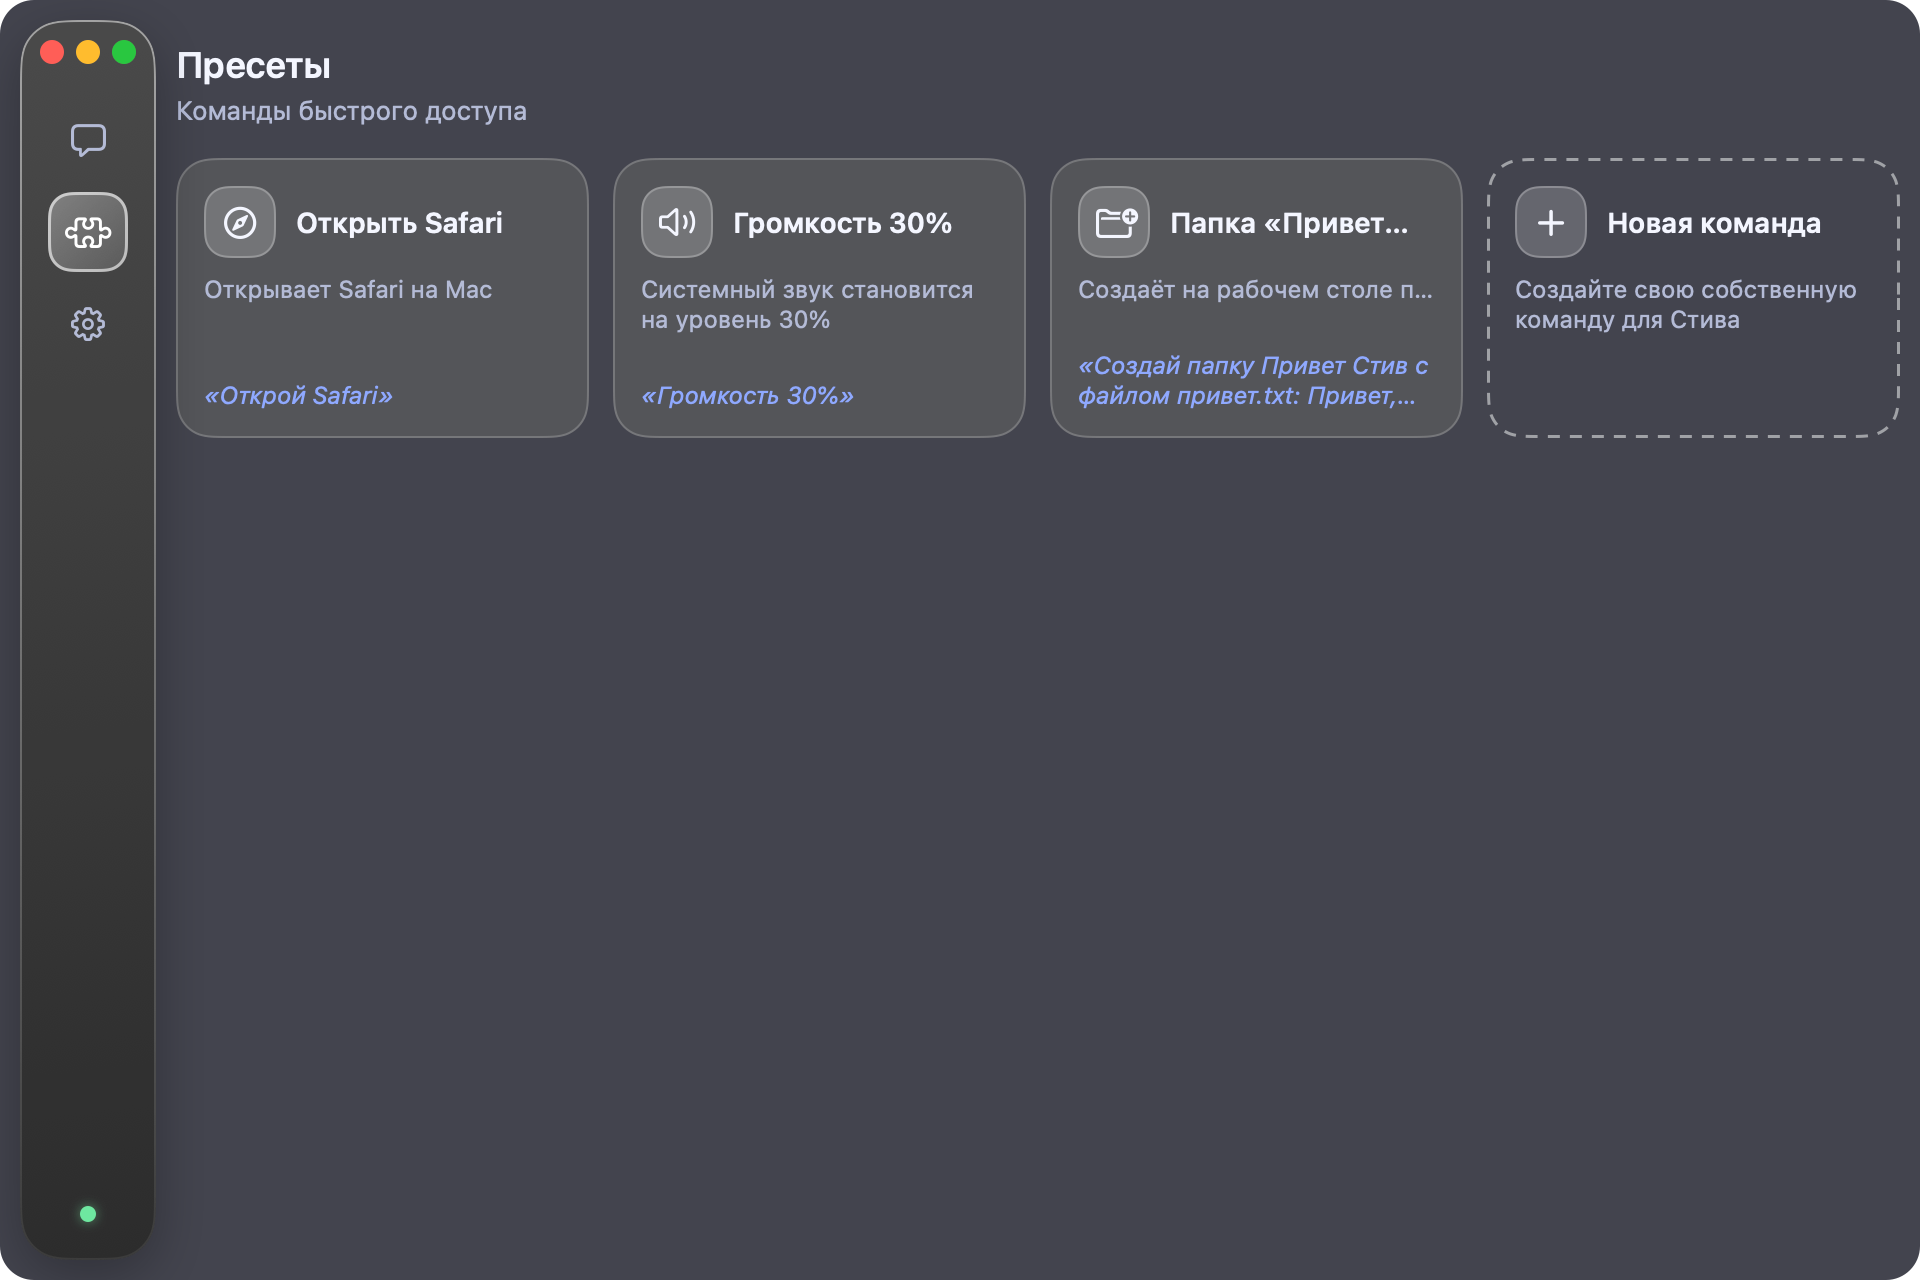 Пресеты
Команды быстрого доступа
Открыть Safari
Открывает Safari на Mac
«Открой Safari»
Громкость 30%
Системный звук становится
на уровень 30%
«Громкость 30%»
Папка «Привет...
Создаёт на рабочем столе п...
«Создай папку Привет Стив с
файлом привет.txt: Привет,...
Новая команда
Создайте свою собственную
команду для Стива